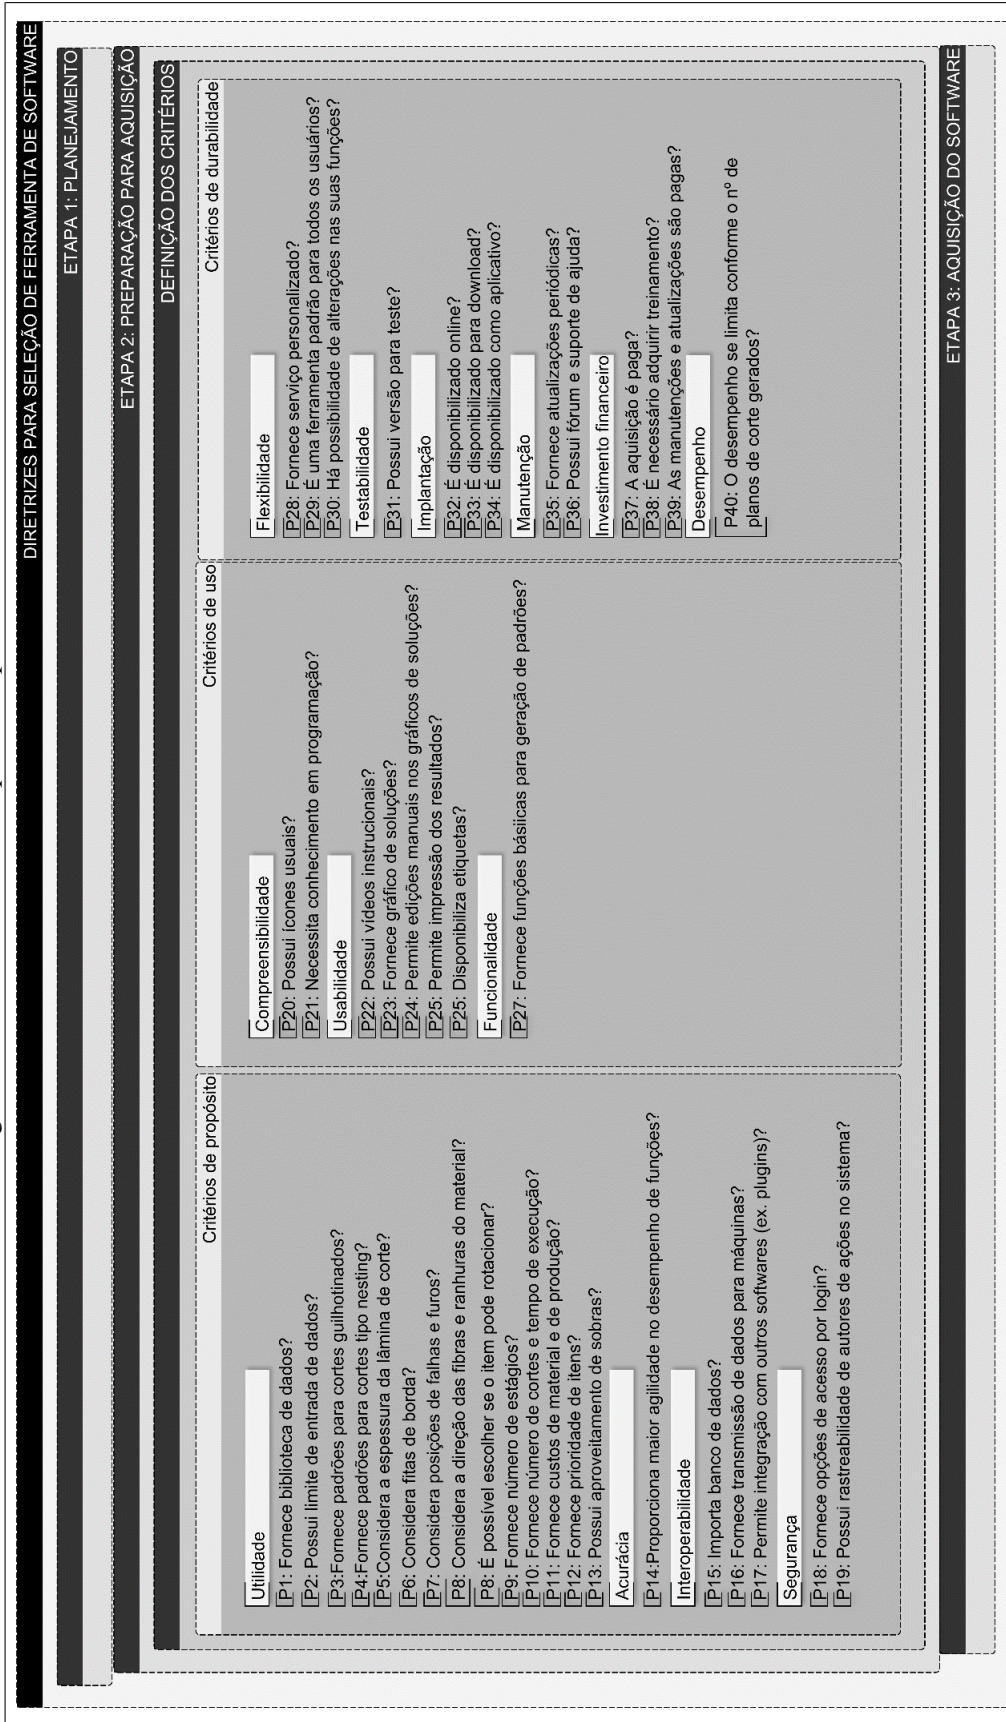 DIRETRIZES PARA SELEÇÃO DE FERRAMENTA DE SOFTWARE
ETAPA 1: PLANEJAMENTO
ETAPA 2: PREPARAÇÃO PARA AQUISIÇÃO
DEFINIÇÃO DOS CRITÉRIOS
Critérios de propósito
Utilidade
P1: Fornece biblioteca de dados?
P2: Possui limite de entrada de dados?
P3:Fornece padrões para cortes guilhotinados?
P4:Fornece padrões para cortes tipo nesting?
P5:Considera a espessura da lâmina de corte?
P6: Considera fitas de borda?
P7: Considera posições de falhas e furos?
P8: Considera a direção das fibras e ranhuras do material?
P8: É possível escolher se o item pode rotacionar?
P9: Fornece número de estágios?
P10: Fornece número de cortes e tempo de execução?
P11: Fornece custos de material e de produção?
P12: Fornece prioridade de itens?
P13: Possui aproveitamento de sobras?
Acurácia
P14:Proporciona maior agilidade no desempenho de funções?
Interoperabilidade
P15: Importa banco de dados?
P16: Fornece transmissão de dados para máquinas?
P17: Permite integração com outros softwares (ex. plugins)?
Segurança
P18: Fornece opções de acesso por login?
P19: Possui rastreabilidade de autores de ações no sistema?
Critérios de uso
Compreensibilidade
P20: Possui ícones usuais?
P21: Necessita conhecimento em programação?
Usabilidade
P22: Possui vídeos instrucionais?
P23: Fornece gráfico de soluções?
P24: Permite edições manuais nos gráficos de soluções?
P25: Permite impressão dos resultados?
P25: Disponibiliza etiquetas?
Funcionalidade
P27: Fornece funções básiicas para geração de padrões?
Critérios de durabilidade
Flexibilidade
P28: Fornece serviço personalizado?
P29: É uma ferramenta padrão para todos os usuários?
P30: Há possibilidade de alterações nas suas funções?
Testabilidade
P31: Possui versão para teste?
Implantação
P32: É disponibilizado online?
P33: É disponibilizado para download?
P34: É disponibilizado como aplicativo?
Manutenção
P35: Fornece atualizações periódicas?
P36: Possui fórum e suporte de ajuda?
Investimento financeiro
P37: A aquisição é paga?
P38: É necessário adquirir treinamento?
P39: As manutenções e atualizações são pagas?
Desempenho
P40: O desempenho se limita conforme o nº de
planos de corte gerados?
ETAPA 3: AQUISIÇÃO DO SOFTWARE